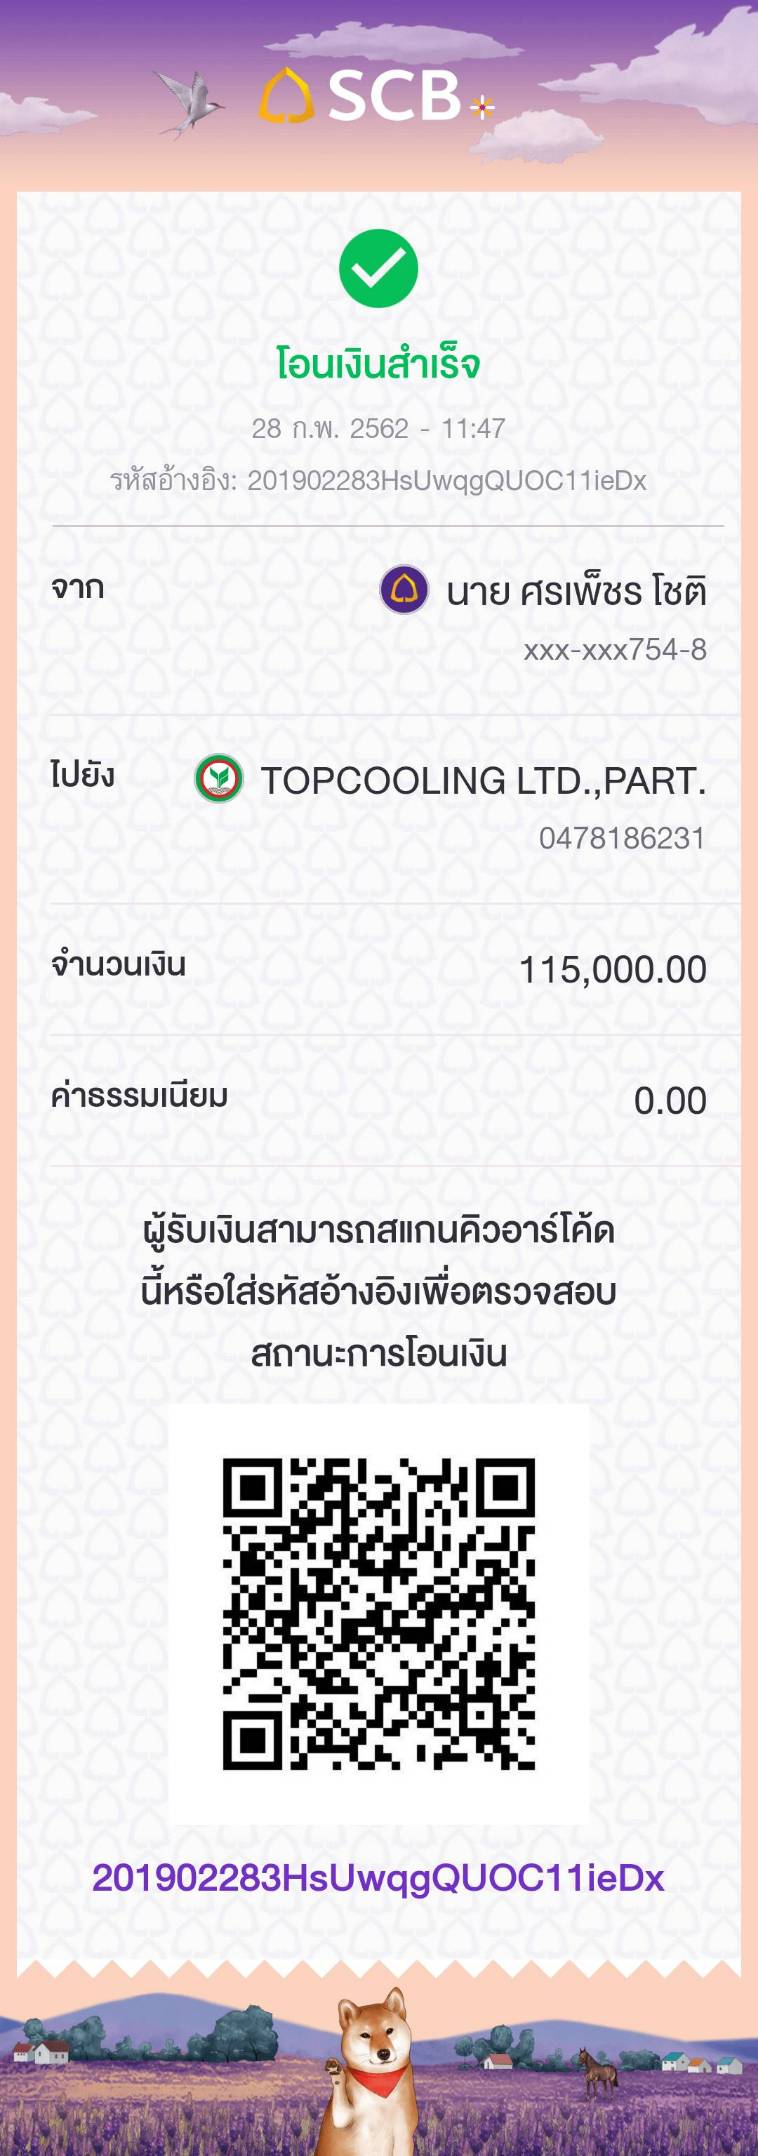 SCB
โอนเงินสำเร็จ
28 ก.พ. 2562 - 11:47
รหัสอ้างอิง: 201902283HsUwqgQUOC11ieDx
จาก นาย ศรเพ็ชร โชติ
xxx-xxx754-8
ไปยัง TOPCOOLING LTD.,PART.
0478186231
จำนวนเงิน 115,000.00
ค่าธรรมเนียม 0.00
ผู้รับเงินสามารถสแกนคิวอาร์โค้ด
นี้หรือใส่รหัสอ้างอิงเพื่อตรวจสอบ
สถานะการโอนเงิน
201902283HsUwqgQUOC11ieDx